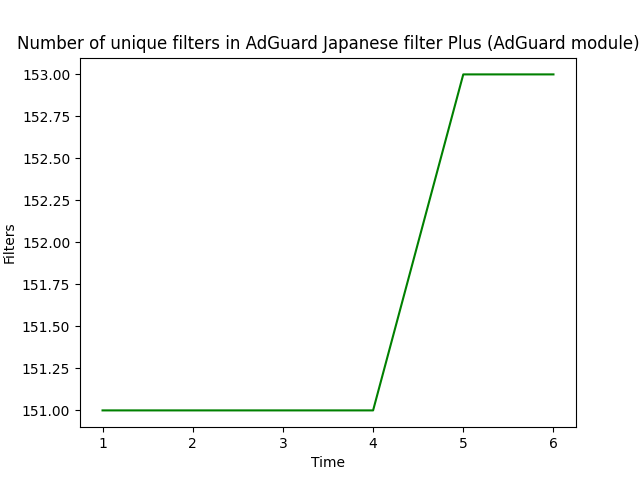 Number of unique filters in AdGuard Japanese filter Plus (AdGuard module)
153.00
152.75
152.50
152.25
152.00
151.75
151.50
151.25
151.00
Filters
1 2 3 4 5 6
Time